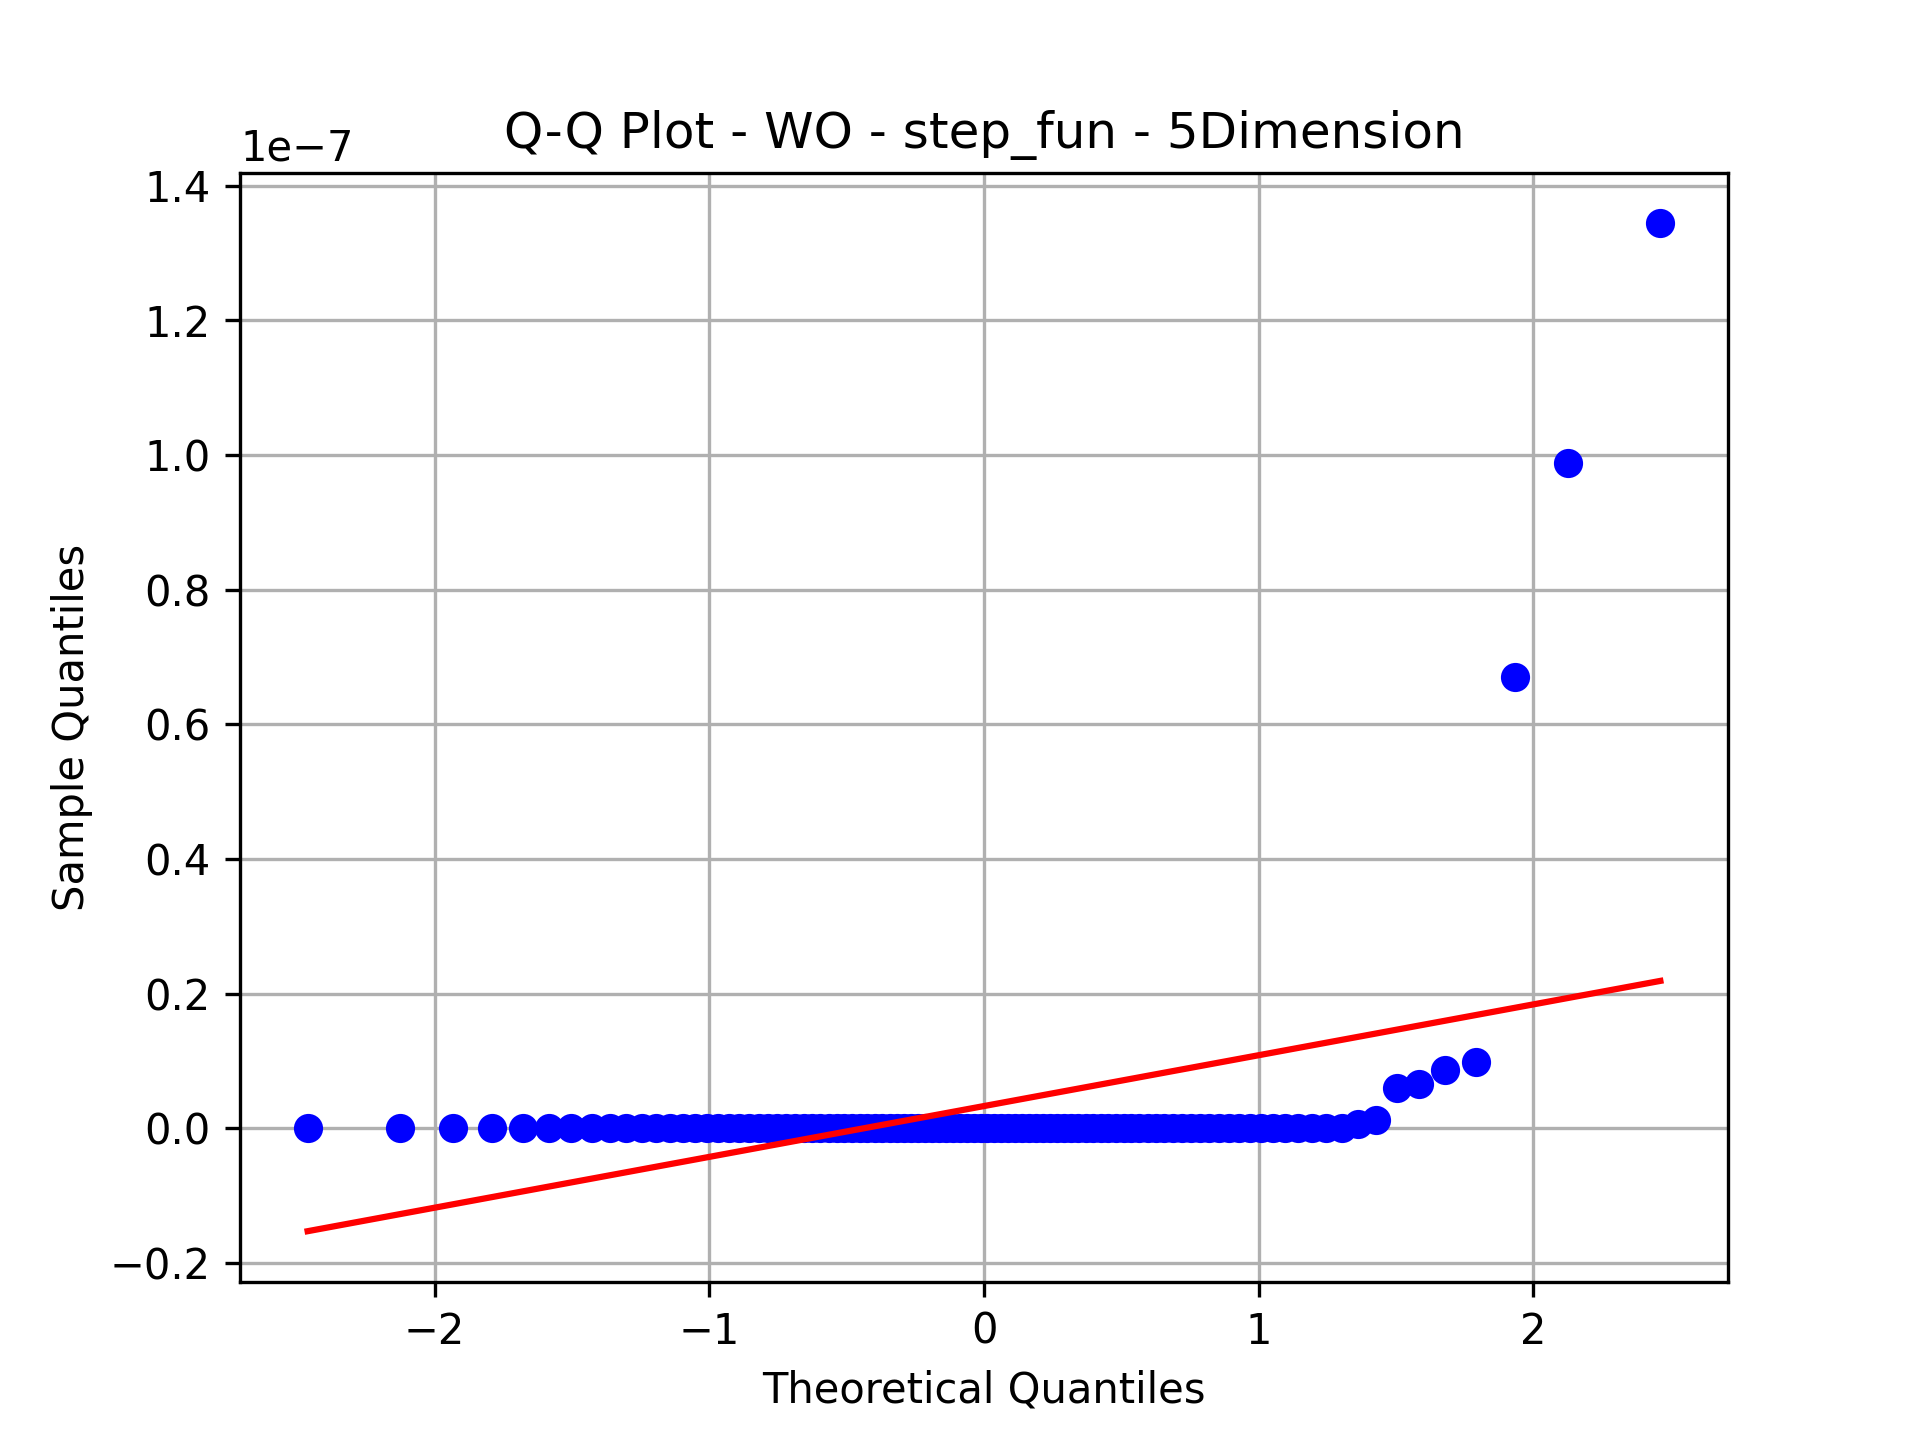 Q-Q Plot - WO - step_fun - 5Dimension
1e−7
1.4
1.2
1.0
0.8
0.6
0.4
0.2
0.0
−0.2
Sample Quantiles
−2 −1 0 1 2
Theoretical Quantiles